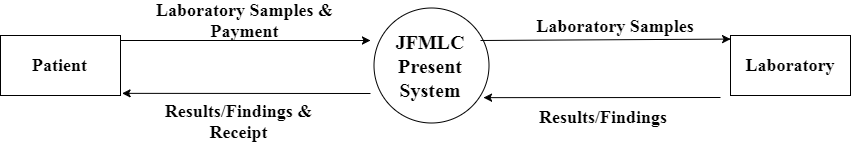 Laboratory Samples &
Payment
Patient
Results/Findings &
Receipt
JFMLC
Present
System
Laboratory Samples
Results/Findings
Laboratory